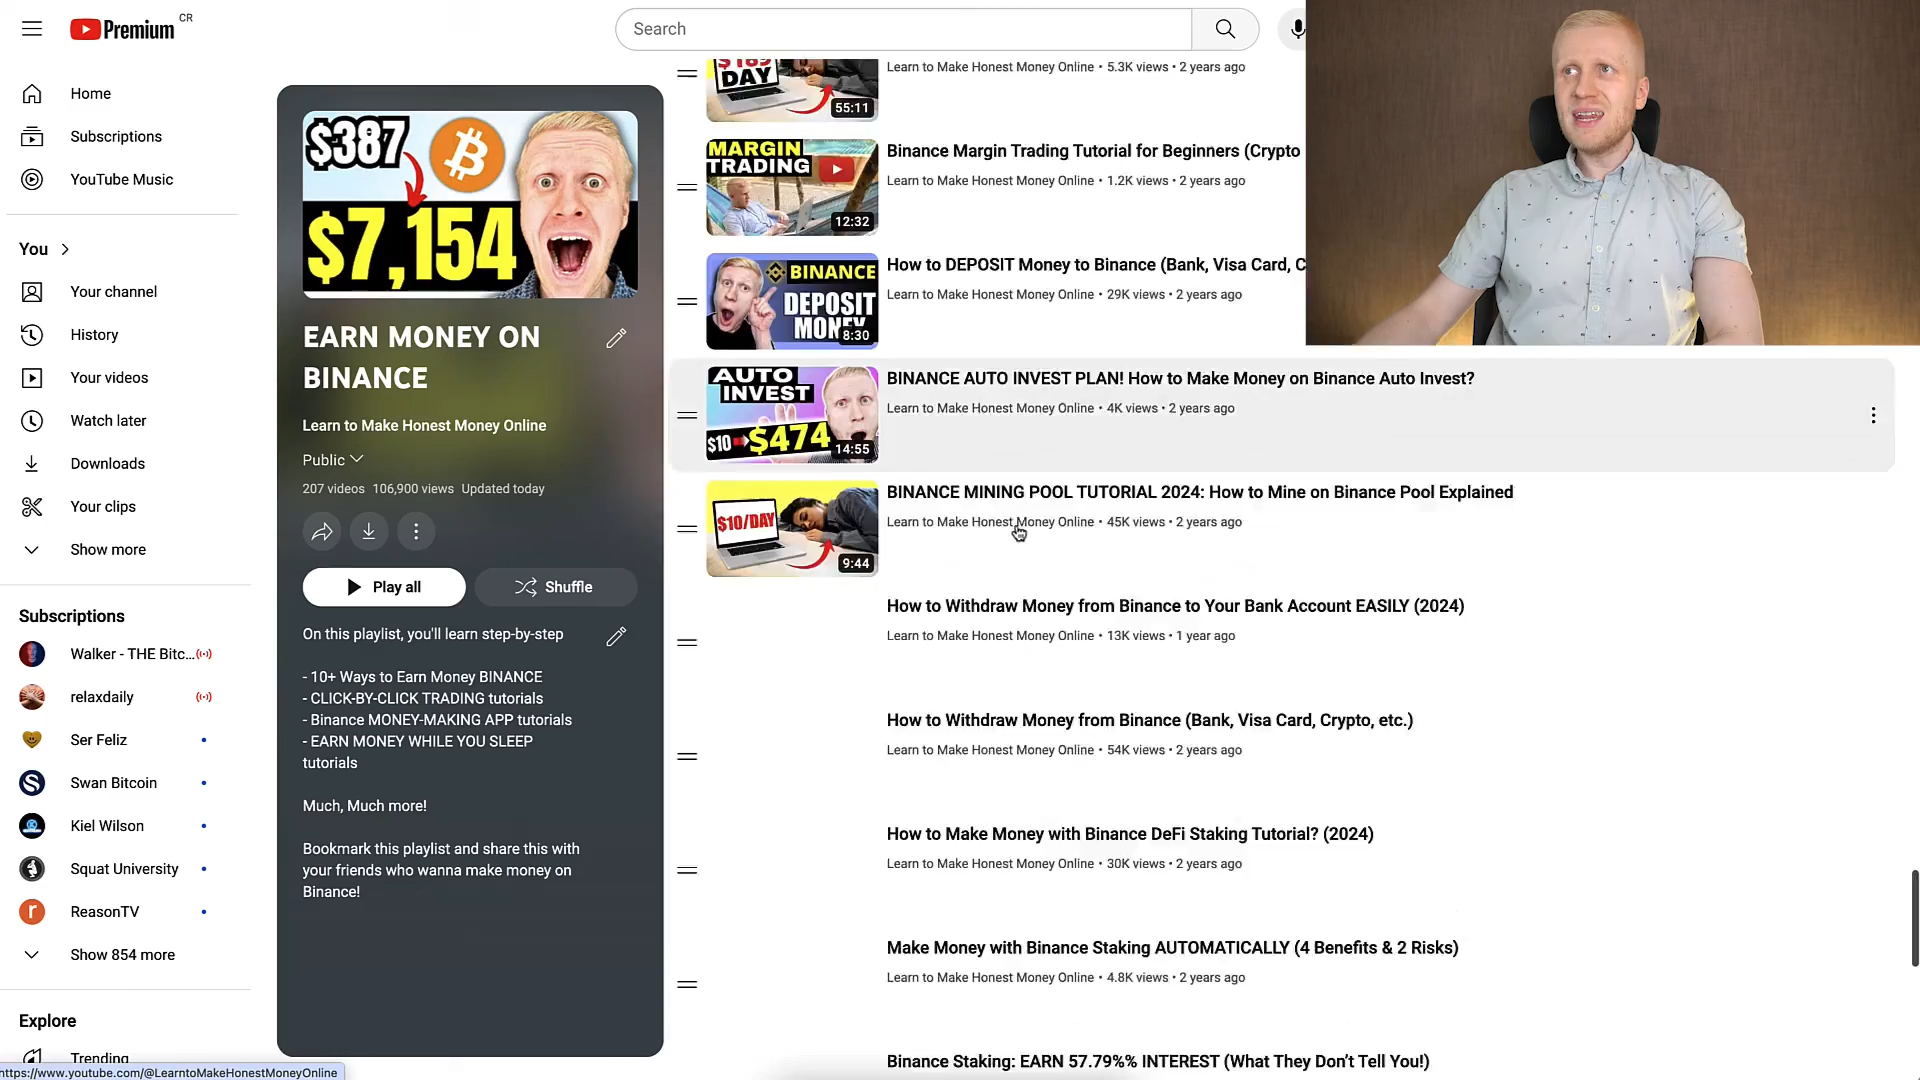 Premium
CR
Search
Home
Subscriptions
YouTube Music
You
Your channel
History
Your videos
Watch later
Downloads
Your clips
Show more
Subscriptions
Walker - THE Bitc...
relaxdaily
Ser Feliz
Swan Bitcoin
Kiel Wilson
Squat University
ReasonTV
Show 854 more
Explore
Trending
https://www.youtube.com/@LearntoMakeHonestMoneyOnline
$387
$7,154
EARN MONEY ON
BINANCE
Learn to Make Honest Money Online
Public
207 videos 106,900 views Updated today
Play all
Shuffle
On this playlist, you'll learn step-by-step
- 10+ Ways to Earn Money BINANCE
- CLICK-BY-CLICK TRADING tutorials
- Binance MONEY-MAKING APP tutorials
- EARN MONEY WHILE YOU SLEEP
tutorials
Much, Much more!
Bookmark this playlist and share this with
your friends who wanna make money on
Binance!
$189
DAY
55:11
Learn to Make Honest Money Online • 5.3K views • 2 years ago
MARGIN
TRADING
12:32
Binance Margin Trading Tutorial for Beginners (Crypto
Learn to Make Honest Money Online • 1.2K views • 2 years ago
BINANCE
DEPOSIT
MONEY
8:30
How to DEPOSIT Money to Binance (Bank, Visa Card, C
Learn to Make Honest Money Online • 29K views • 2 years ago
AUTO
INVEST
$10
$474
14:55
BINANCE AUTO INVEST PLAN! How to Make Money on Binance Auto Invest?
Learn to Make Honest Money Online • 4K views • 2 years ago
$10/DAY
9:44
BINANCE MINING POOL TUTORIAL 2024: How to Mine on Binance Pool Explained
Learn to Make Honest Money Online • 45K views • 2 years ago
How to Withdraw Money from Binance to Your Bank Account EASILY (2024)
Learn to Make Honest Money Online • 13K views • 1 year ago
How to Withdraw Money from Binance (Bank, Visa Card, Crypto, etc.)
Learn to Make Honest Money Online • 54K views • 2 years ago
How to Make Money with Binance DeFi Staking Tutorial? (2024)
Learn to Make Honest Money Online • 30K views • 2 years ago
Make Money with Binance Staking AUTOMATICALLY (4 Benefits & 2 Risks)
Learn to Make Honest Money Online • 4.8K views • 2 years ago
Binance Staking: EARN 57.79%% INTEREST (What They Don't Tell You!)